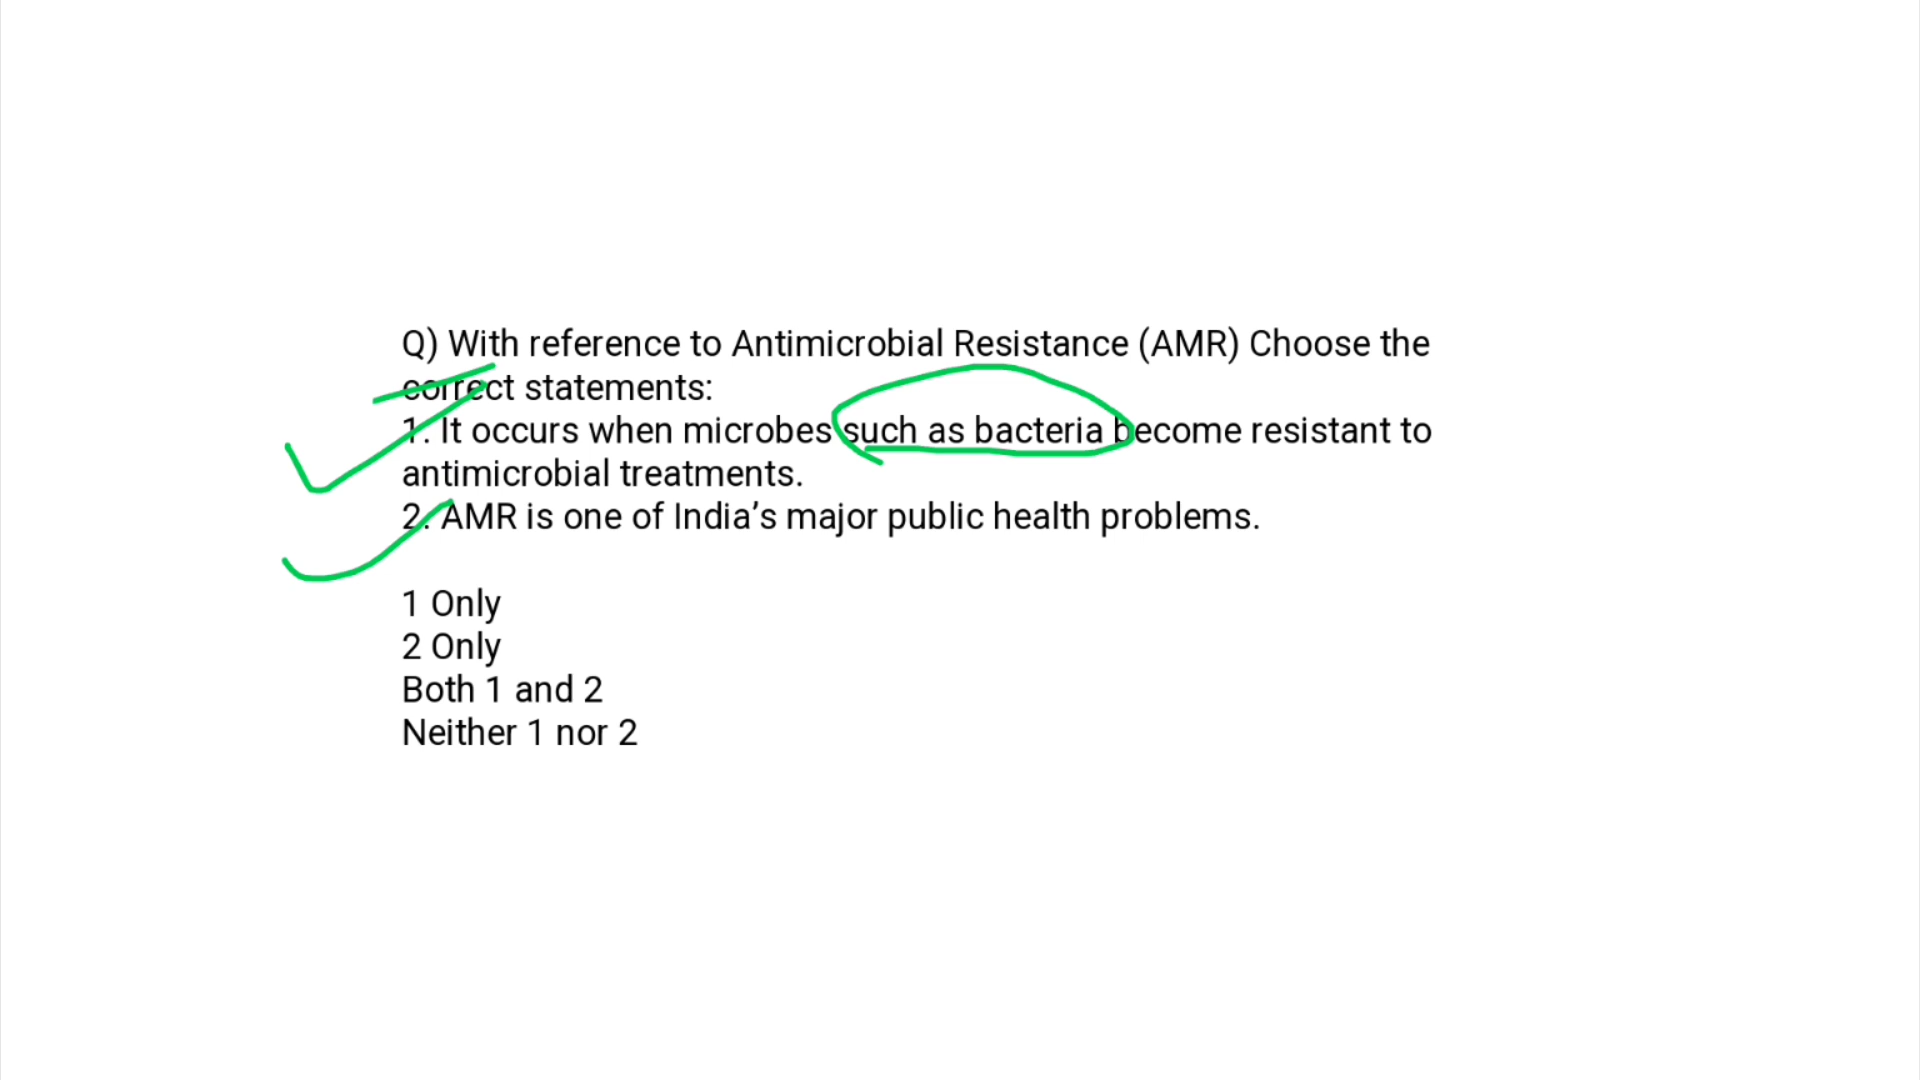 Q) With reference to Antimicrobial Resistance (AMR) Choose the
correct statements:
1. It occurs when microbes such as bacteria become resistant to
antimicrobial treatments.
2. AMR is one of India’s major public health problems.
1 Only
2 Only
Both 1 and 2
Neither 1 nor 2